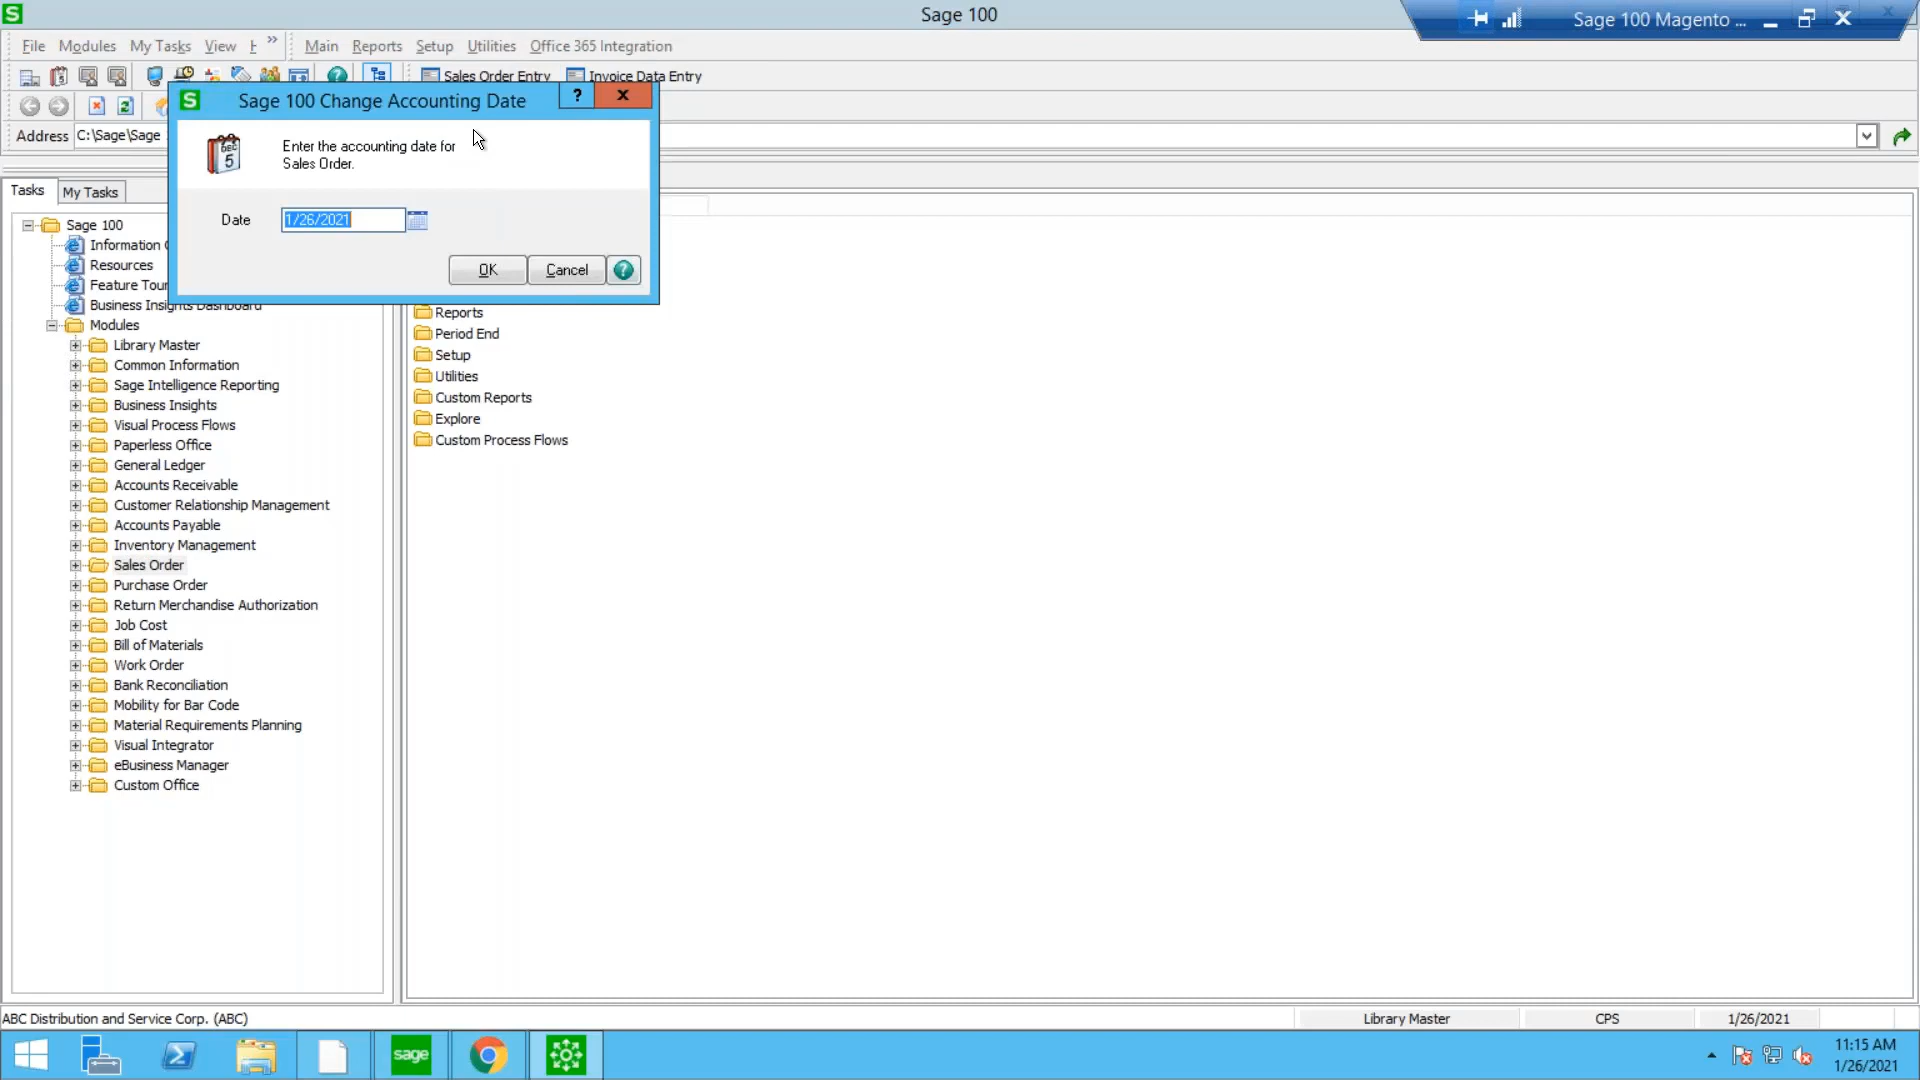 Sage 100
Sage 100 Magento ...
File Modules My Tasks View »
Main Reports Setup Utilities Office 365 Integration
Sales Order Entry Invoice Data Entry
Sage 100 Change Accounting Date ? X
Address C:\Sage\Sage
Enter the accounting date for
Sales Order.
Date 1/26/2021
OK Cancel ?
Tasks My Tasks
Sage 100
Information
Resources
Feature Tour
Business Insights Dashboard
Modules
Library Master
Common Information
Sage Intelligence Reporting
Business Insights
Visual Process Flows
Paperless Office
General Ledger
Accounts Receivable
Customer Relationship Management
Accounts Payable
Inventory Management
Sales Order
Purchase Order
Return Merchandise Authorization
Job Cost
Bill of Materials
Work Order
Bank Reconciliation
Mobility for Bar Code
Material Requirements Planning
Visual Integrator
eBusiness Manager
Custom Office
Reports
Period End
Setup
Utilities
Custom Reports
Explore
Custom Process Flows
ABC Distribution and Service Corp. (ABC)
Library Master
CPS
1/26/2021
sage
11:15 AM
1/26/2021